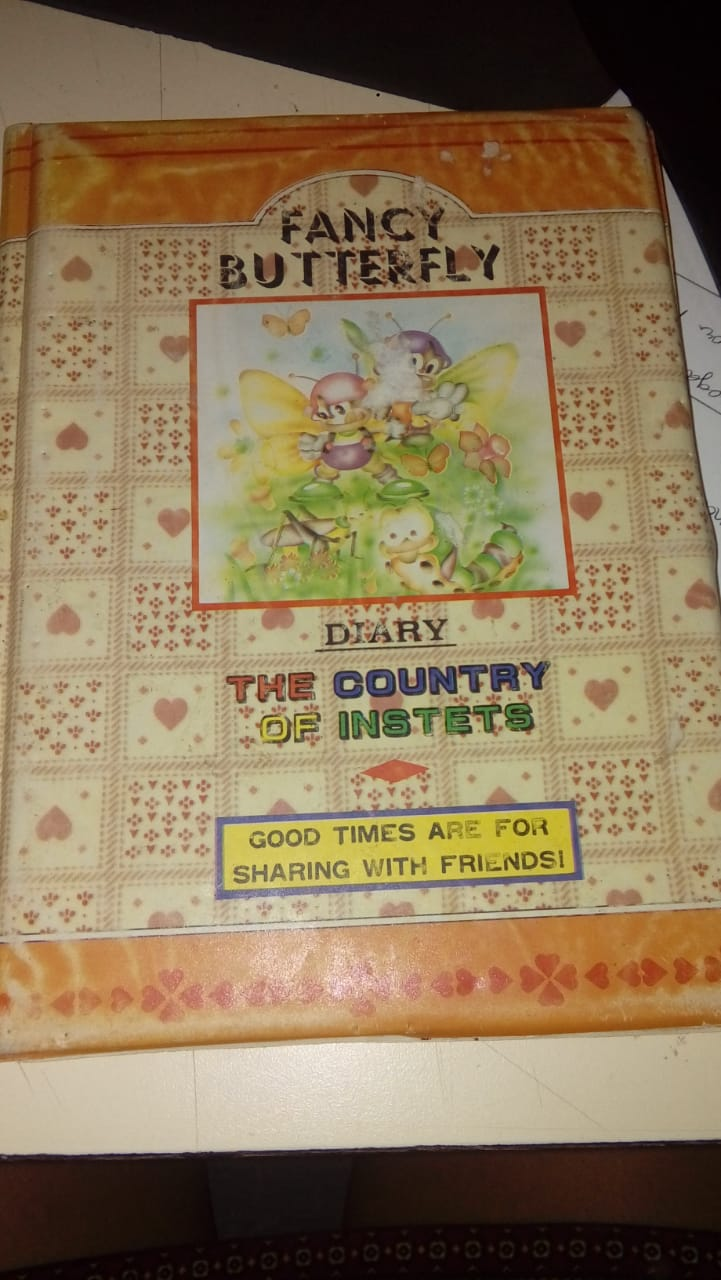 FANCY
BUTTERFLY
DIARY
THE COUNTRY
OF INSTETS
GOOD TIMES ARE FOR
SHARING WITH FRIENDS!